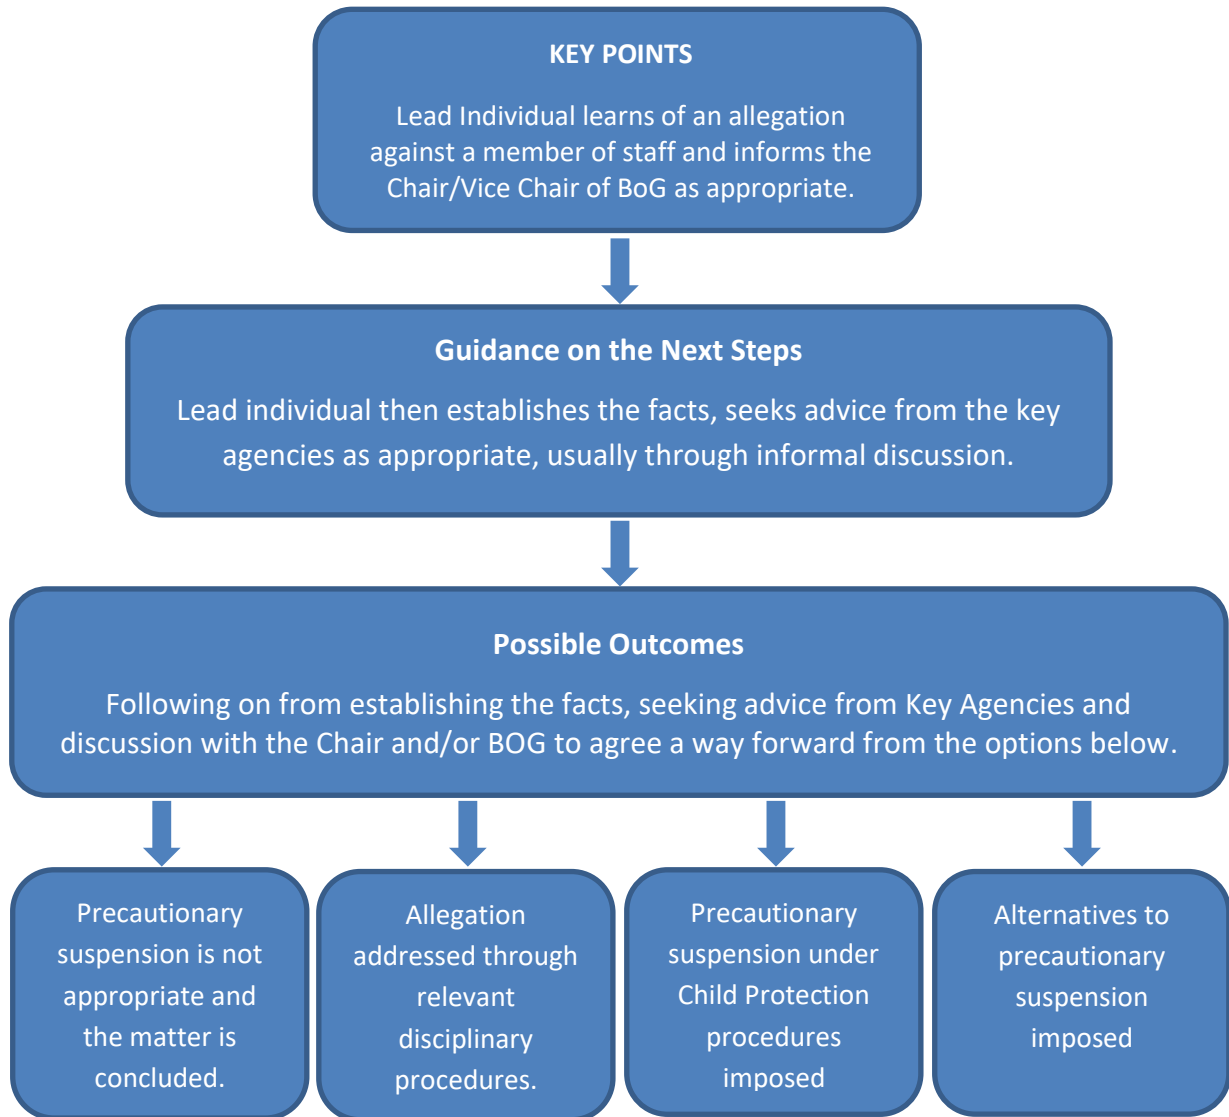 KEY POINTS
Lead Individual learns of an allegation
against a member of staff and informs the
Chair/Vice Chair of BoG as appropriate.
Guidance on the Next Steps
Lead individual then establishes the facts, seeks advice from the key
agencies as appropriate, usually through informal discussion.
Possible Outcomes
Following on from establishing the facts, seeking advice from Key Agencies and
discussion with the Chair and/or BOG to agree a way forward from the options below.
Precautionary
suspension is not
appropriate and
the matter is
concluded.
Allegation
addressed through
relevant
disciplinary
procedures.
Precautionary
suspension under
Child Protection
procedures
imposed
Alternatives to
precautionary
suspension
imposed